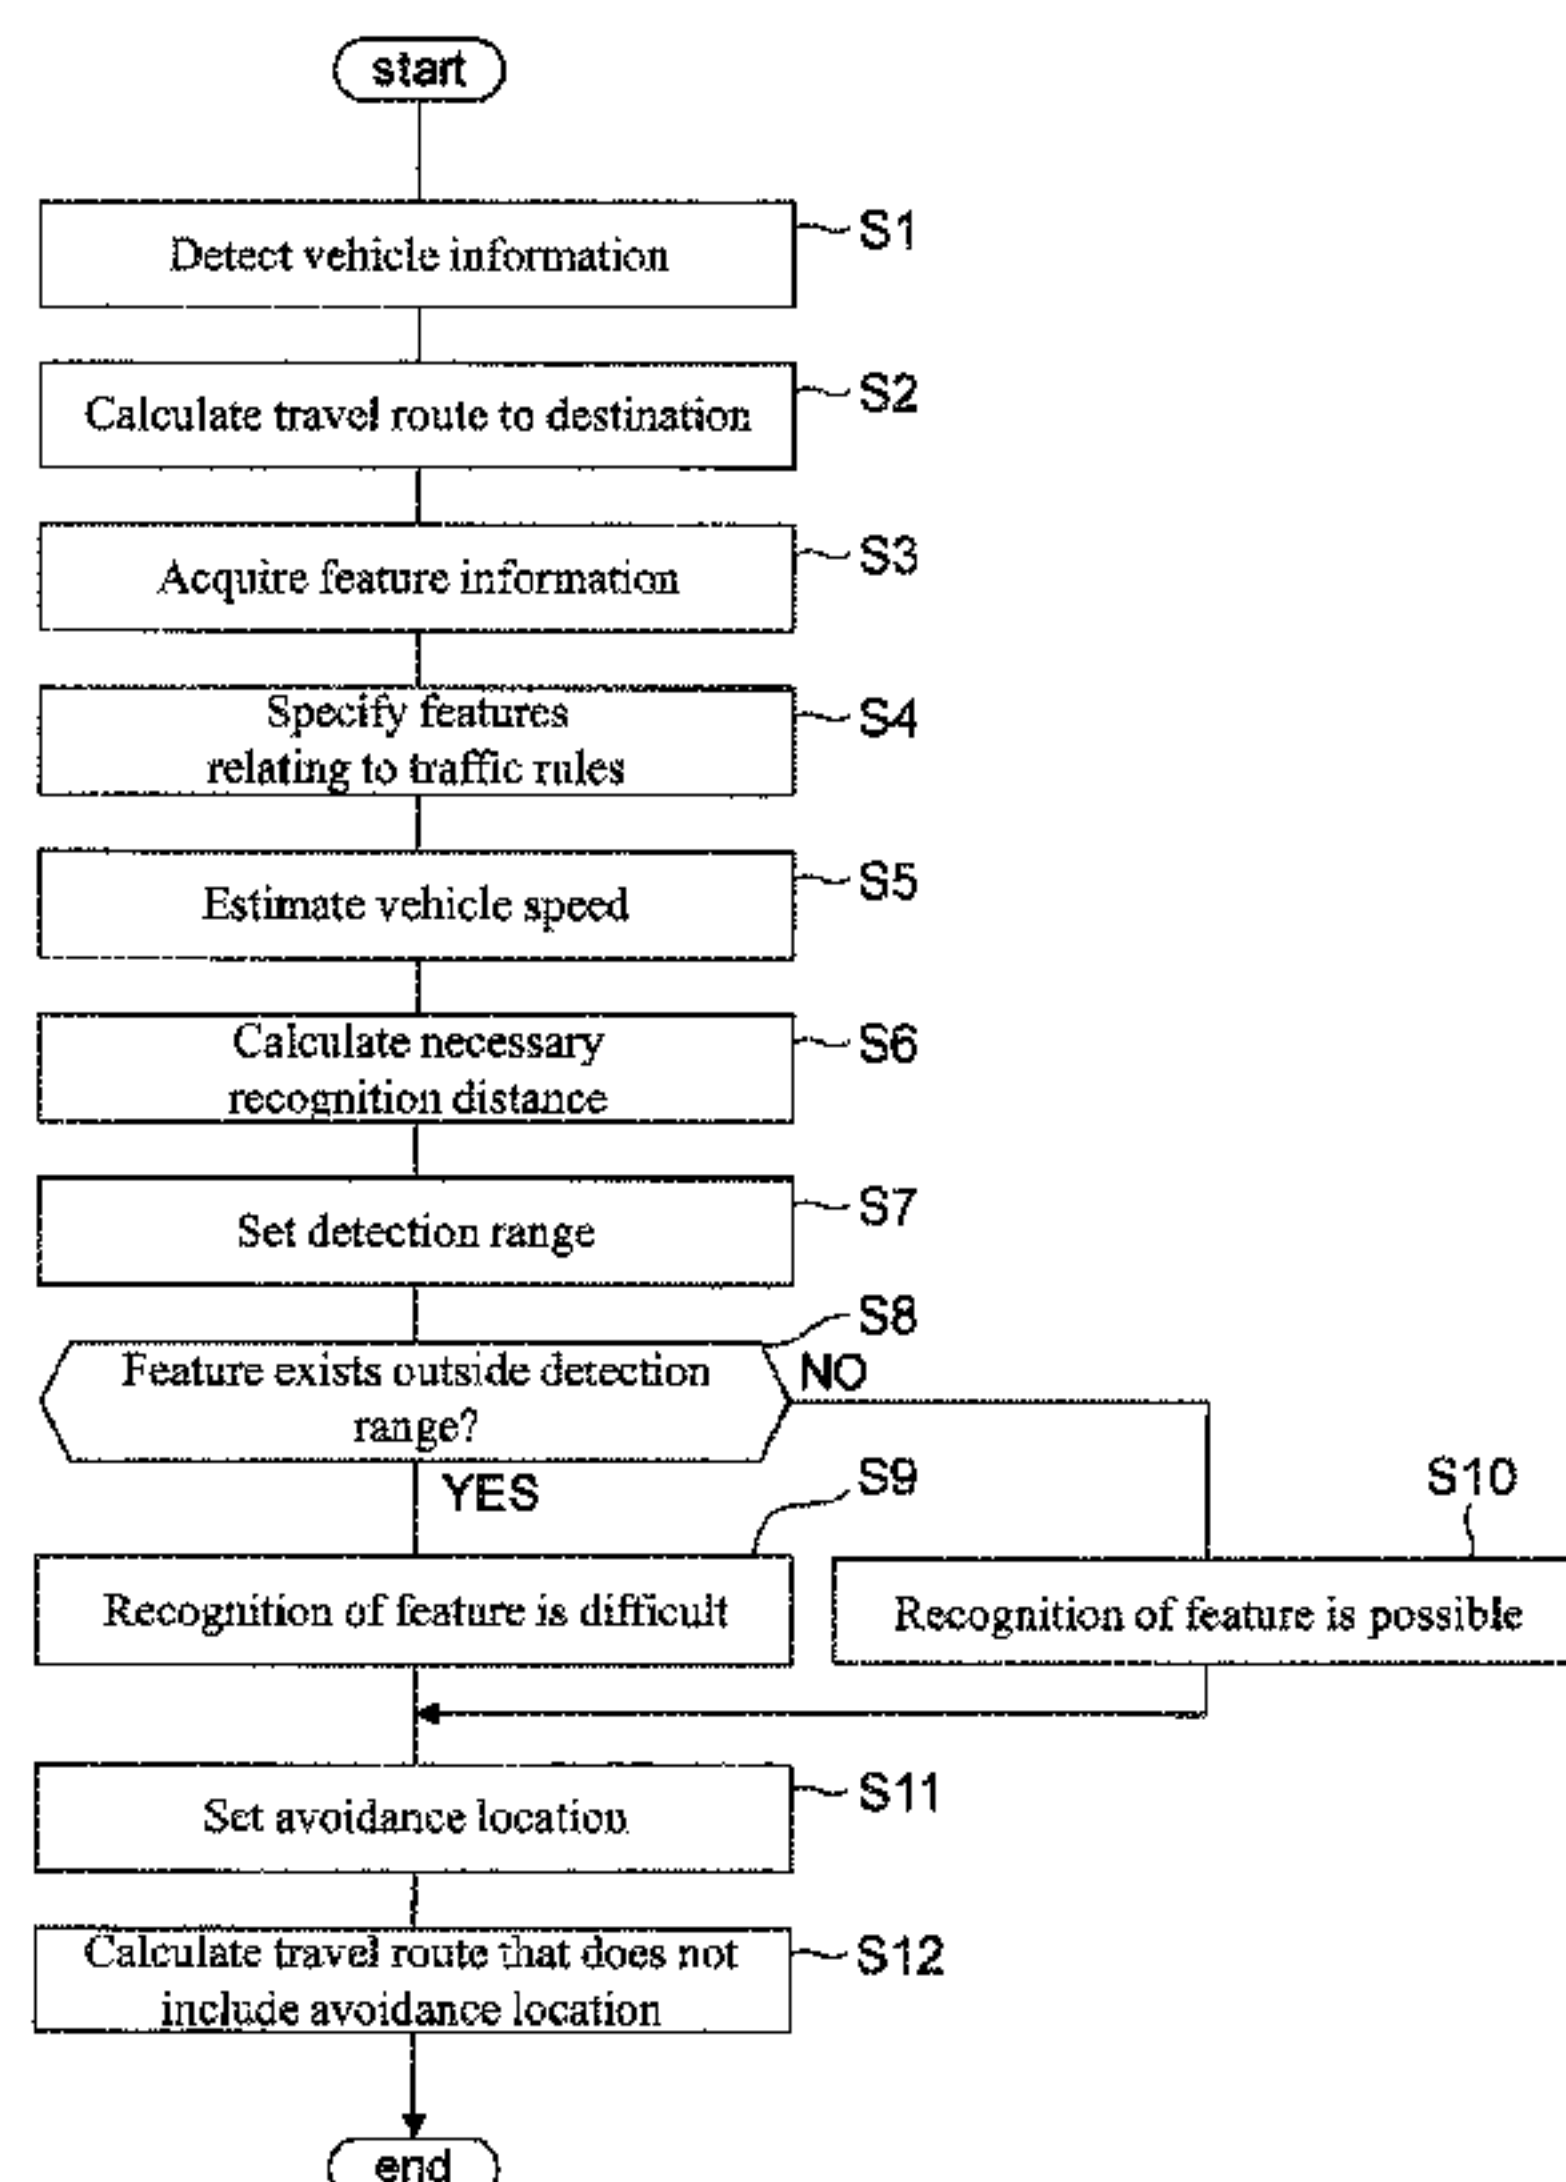 start
Detect vehicle information
S1
Calculate travel route to destination
S2
Acquire feature information
S3
Specify features
relating to traffic rules
S4
Estimate vehicle speed
S5
Calculate necessary
recognition distance
S6
Set detection range
S7
Feature exists outside detection
range?
S8
NO
YES
Recognition of feature is difficult
S9
Recognition of feature is possible
S10
Set avoidance location
S11
Calculate travel route that does not
include avoidance location
S12
end